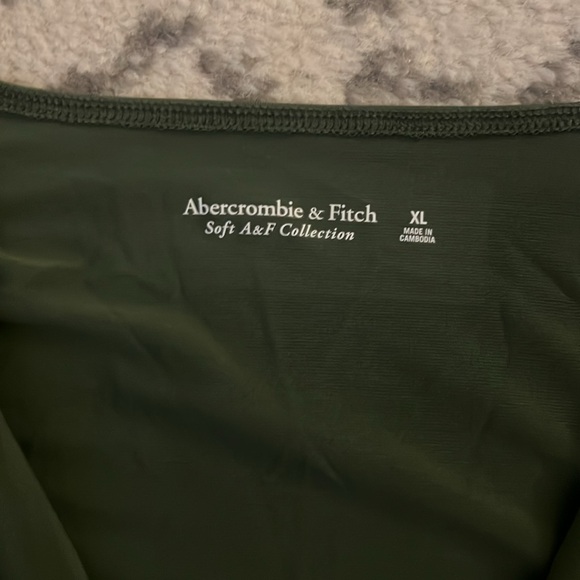 Abercrombie & Fitch
Soft A&F Collection
XL
MADE IN
CAMBODIA